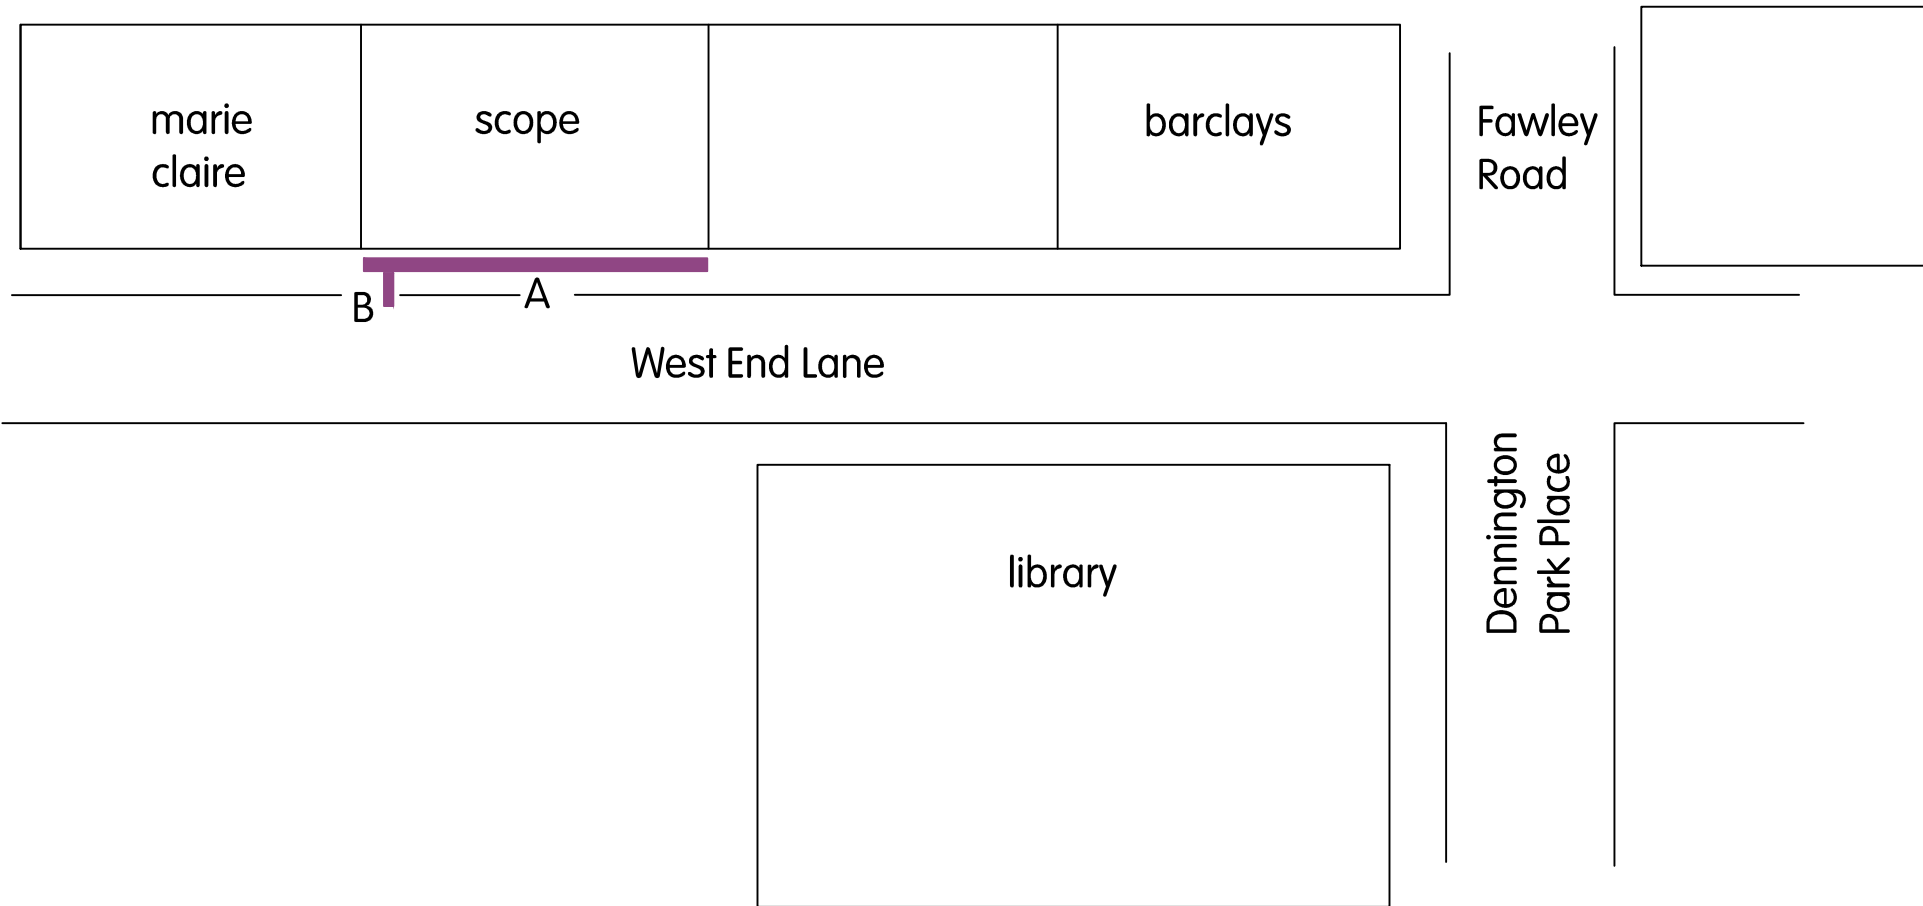 marie
claire
scope
barclays
Fawley
Road
B
A
West End Lane
library
Dennington
Park Place